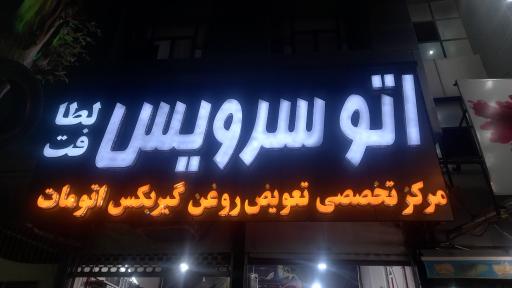 اتو سرویس لطافت
مرکز تخصصی تعویض روغن گیربکس اتومات